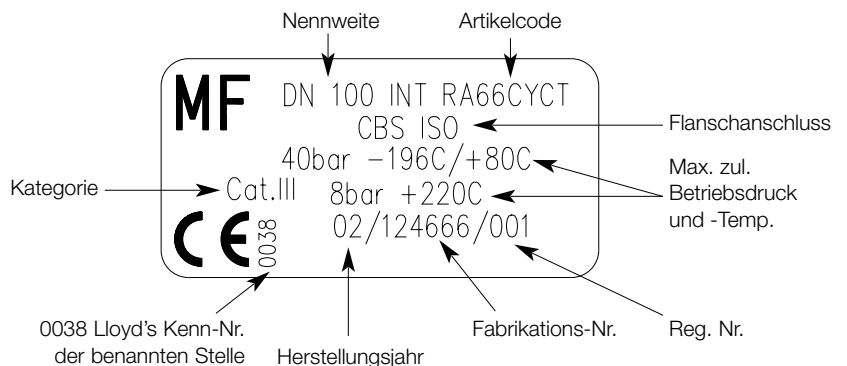 Nennweite
Artikelcode
MF
DN 100 INT RA66CYCT
CBS ISO
Flanschanschluss
40bar -196C/+80C
Max. zul.
Betriebsdruck
und -Temp.
Kategorie
Cat.III
8bar +220C
CE
0038
02/124666/001
0038 Lloyd's Kenn-Nr.
der benannten Stelle
Herstellungsjahr
Fabrikations-Nr.
Reg. Nr.